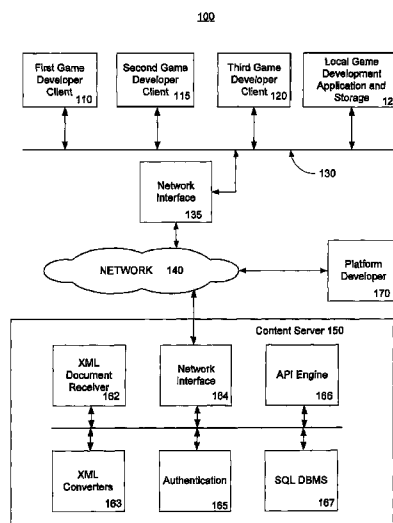 100
First Game
Developer
Client 110
Second Game
Developer
Client 115
Third Game
Developer
Client 120
Local Game
Development
Application and
Storage 12
130
Network
Interface
135
NETWORK 140
Platform
Developer
170
Content Server 150
XML
Document
Receiver
162
Network
Interface
164
API Engine
166
XML
Converters
163
Authentication
165
SQL DBMS
167